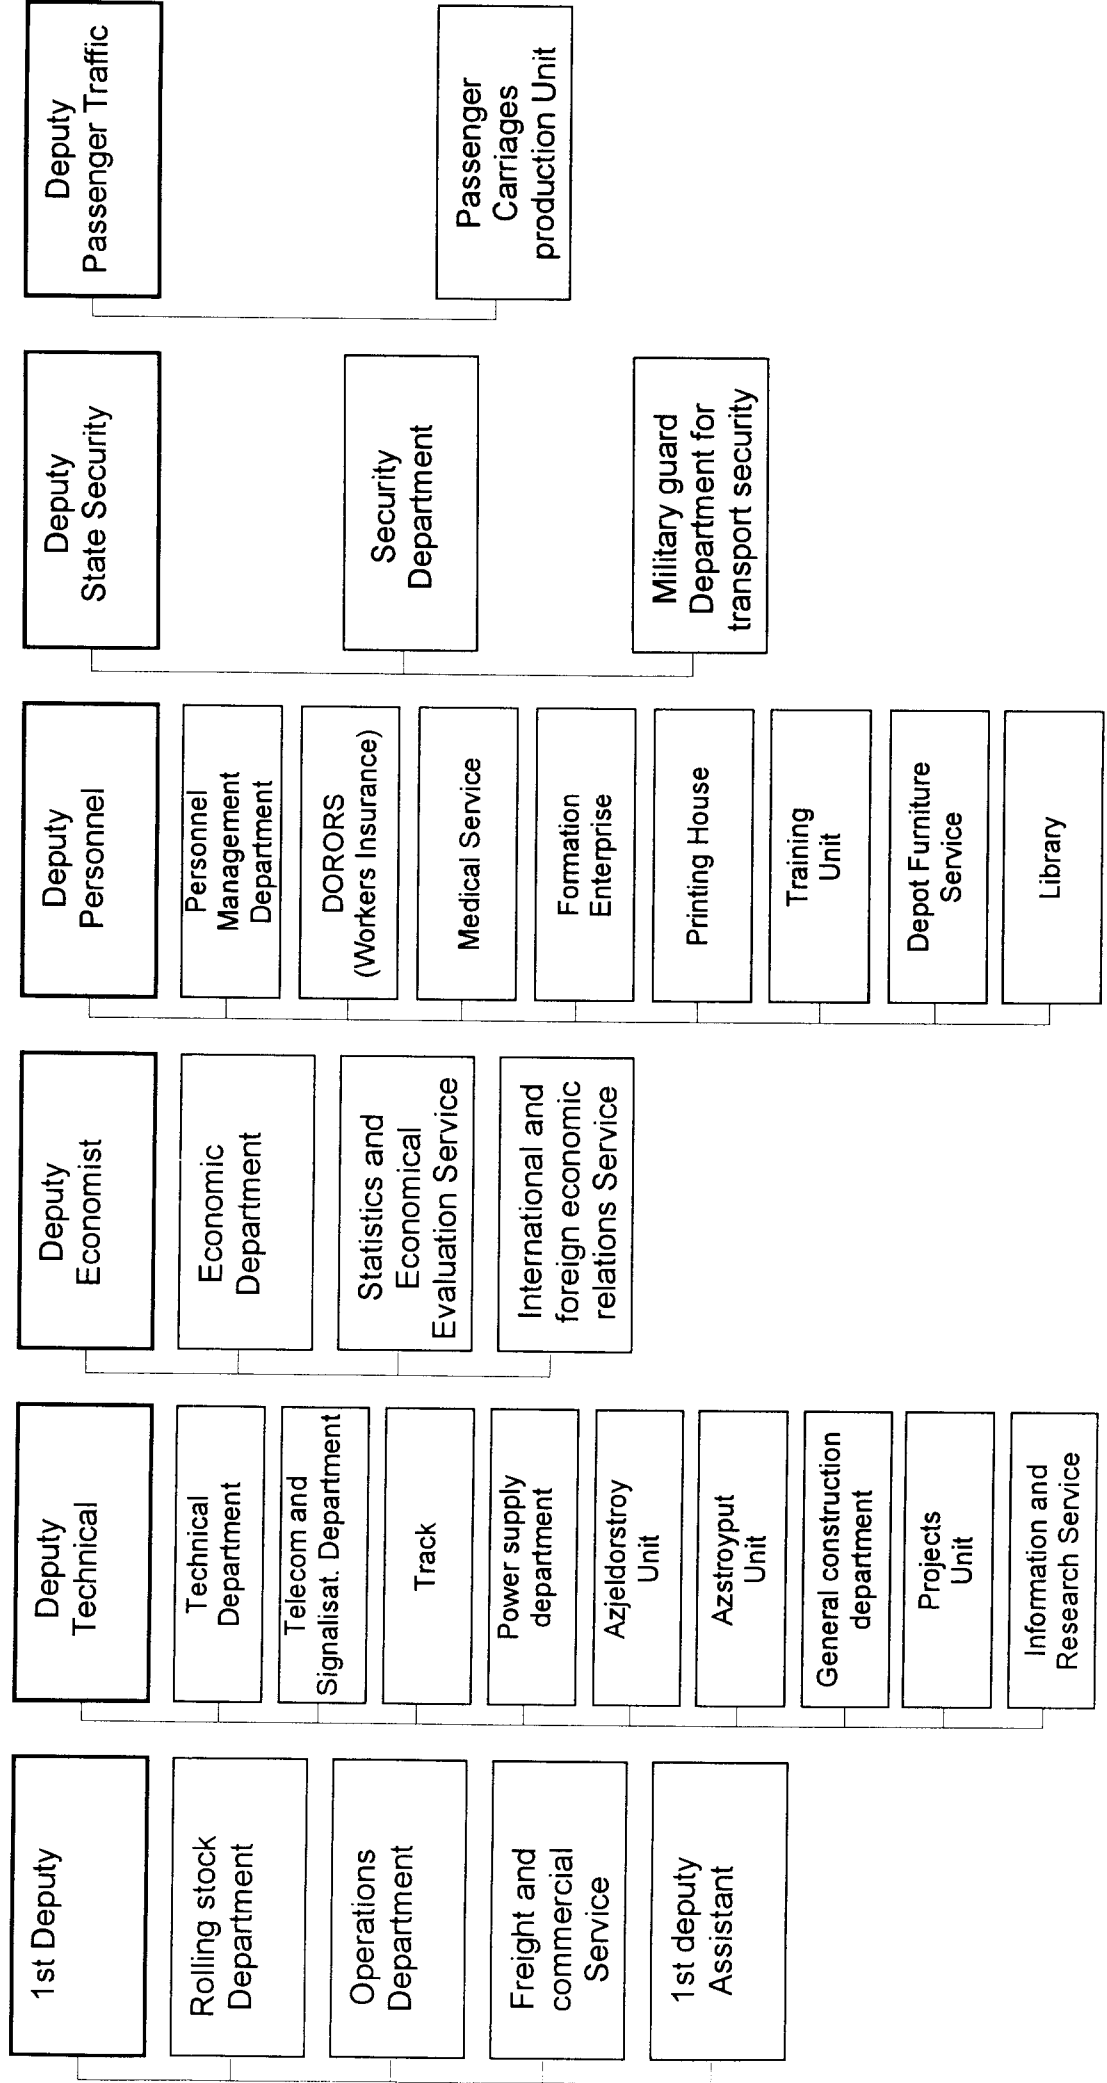 1st Deputy
Rolling stock
Department
Operations
Department
Freight and
commercial
Service
1st deputy
Assistant
Deputy
Technical
Technical
Department
Telecom and
Signalisat. Department
Track
Power supply
department
Azjeldorstroy
Unit
Azstroyput
Unit
General construction
department
Projects
Unit
Information and
Research Service
Deputy
Economist
Economic
Department
Statistics and
Economical
Evaluation Service
International and
foreign economic
relations Service
Deputy
Personnel
Personnel
Management
Department
DORORS
(Workers Insurance)
Medical Service
Formation
Enterprise
Printing House
Training
Unit
Depot Furniture
Service
Library
Deputy
State Security
Security
Department
Military guard
Department for
transport security
Deputy
Passenger Traffic
Passenger
Carriages
production Unit